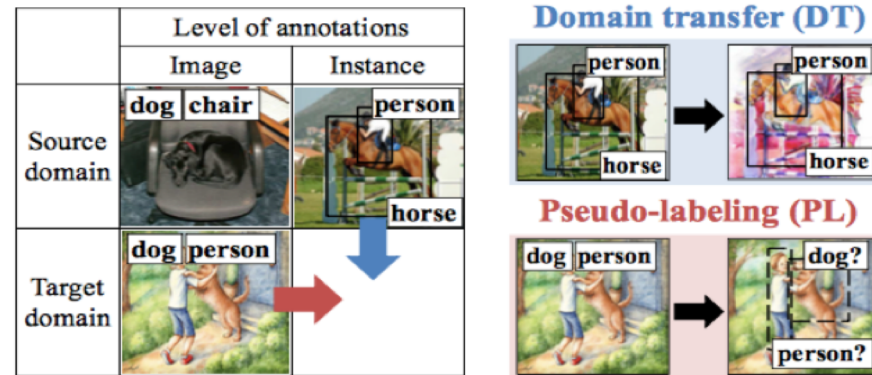 Level of annotations
Image Instance
Source domain
dog chair
person
horse
Target domain
dog person
Domain transfer (DT)
person
horse
person
horse
Pseudo-labeling (PL)
dog person
dog?
person?